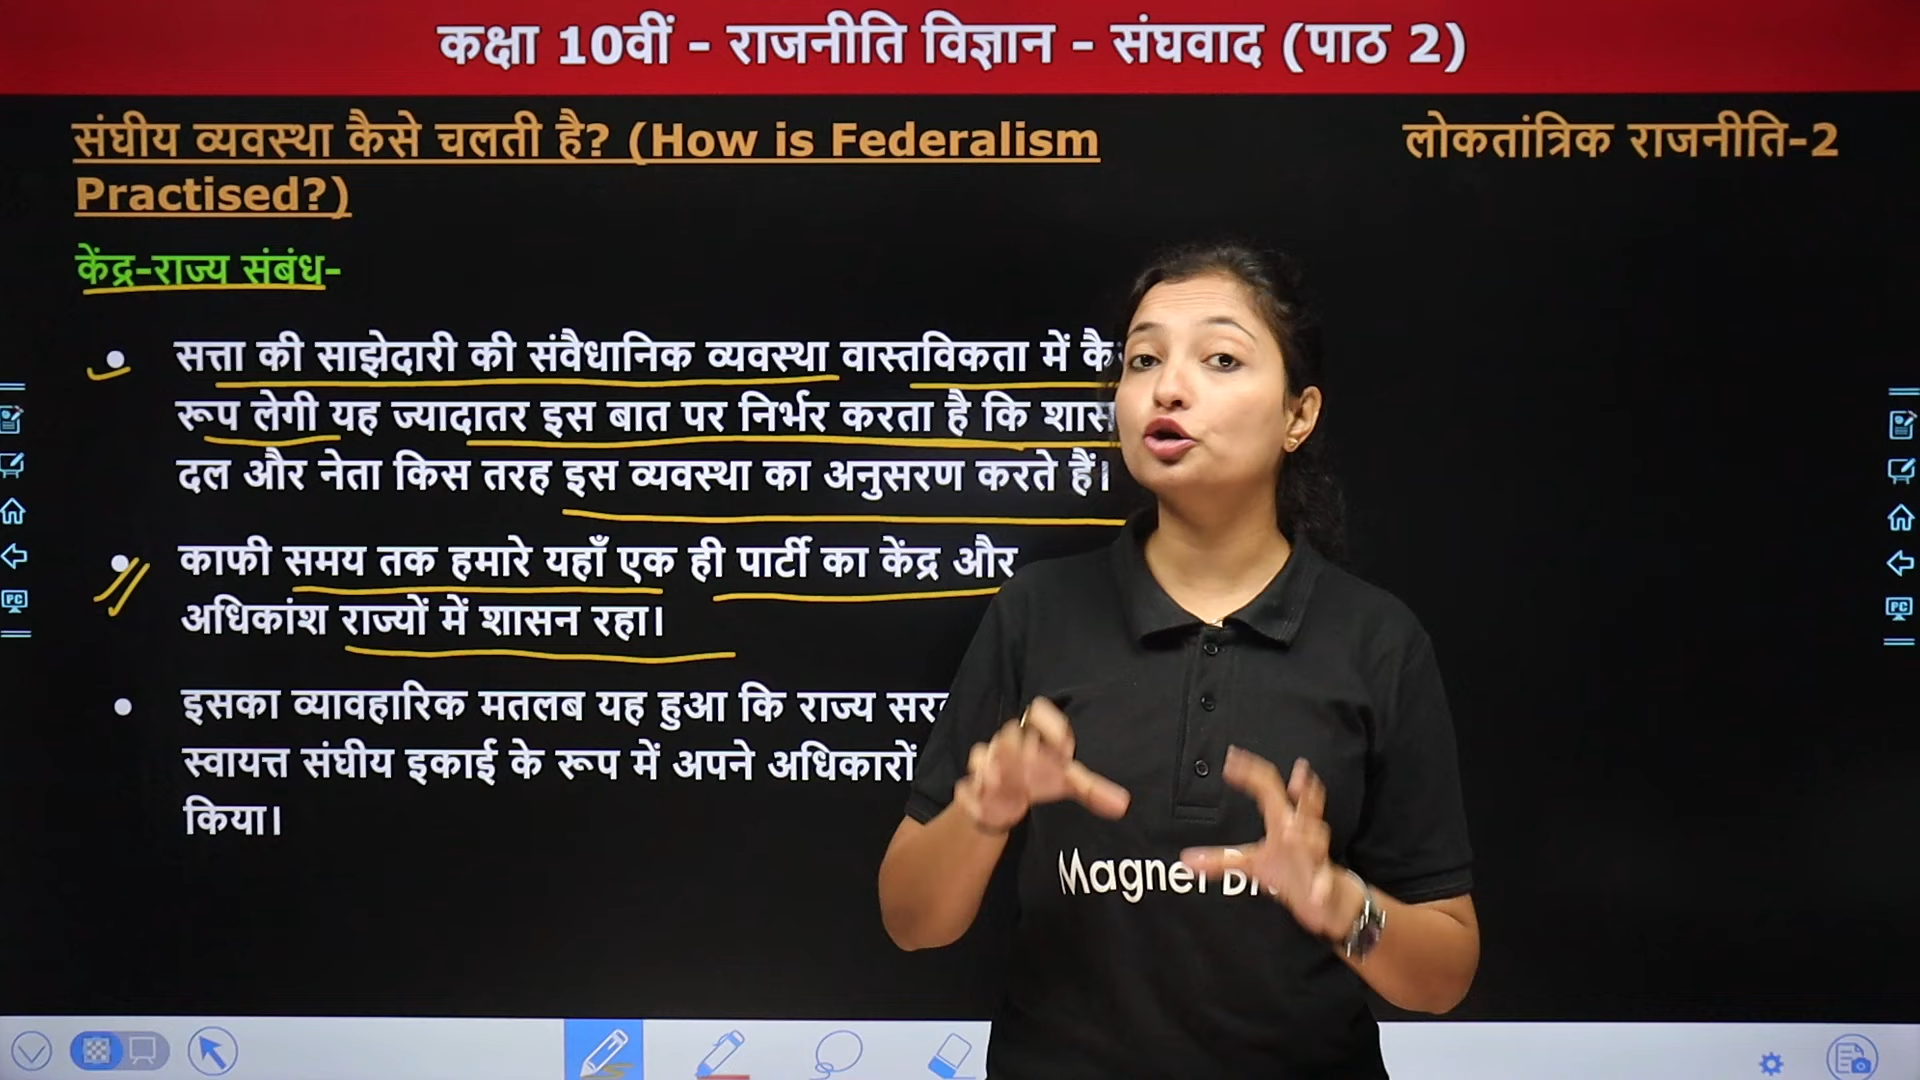 कक्षा 10वीं - राजनीति विज्ञान - संघवाद (पाठ 2)
संघीय व्यवस्था कैसे चलती है? (How is Federalism
Practised?)
लोकतांत्रिक राजनीति-2
केंद्र-राज्य संबंध-
सत्ता की साझेदारी की संवैधानिक व्यवस्था वास्तविकता में
रूप लेगी यह ज्यादातर इस बात पर निर्भर करता है कि
दल और नेता किस तरह इस व्यवस्था का अनुसरण करते हैं।
काफी समय तक हमारे यहाँ एक ही पार्टी का केंद्र और
अधिकांश राज्यों में शासन रहा।
इसका व्यावहारिक मतलब यह हुआ कि राज्य
स्वायत्त संघीय इकाई के रूप में अपने अधिकारों
किया।
PC
PC